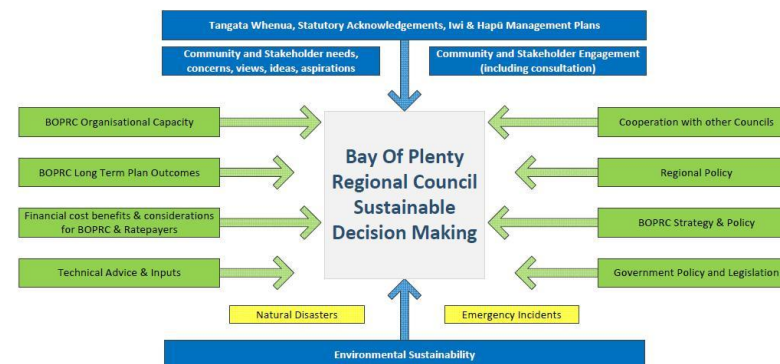 Tangata Whenua, Statutory Acknowledgements, Iwi & Hapū Management Plans
Community and Stakeholder needs,
concerns, views, ideas, aspirations
Community and Stakeholder Engagement
(including consultation)
BOPRC Organisational Capacity
BOPRC Long Term Plan Outcomes
Financial cost benefits & considerations
for BOPRC & Ratepayers
Technical Advice & Inputs
Bay Of Plenty
Regional Council
Sustainable
Decision Making
Cooperation with other Councils
Regional Policy
BOPRC Strategy & Policy
Government Policy and Legislation
Natural Disasters
Emergency Incidents
Environmental Sustainability